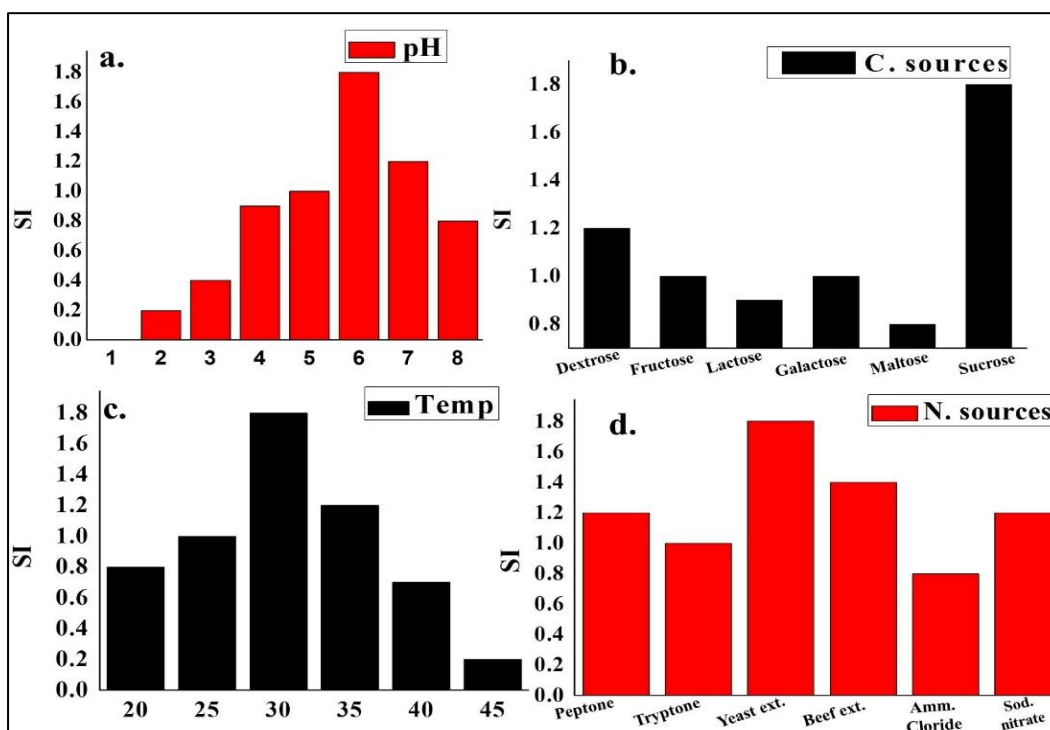 a.
pH
SI
1.8
1.6
1.4
1.2
1.0
0.8
0.6
0.4
0.2
0.0
1 2 3 4 5 6 7 8
b.
C. sources
SI
1.8
1.6
1.4
1.2
1.0
0.8
Dextrose Fructose Lactose Galactose Maltose Sucrose
c.
Temp
SI
1.8
1.6
1.4
1.2
1.0
0.8
0.6
0.4
0.2
0.0
20 25 30 35 40 45
d.
N. sources
SI
1.8
1.6
1.4
1.2
1.0
0.8
0.6
0.4
0.2
0.0
Peptone Tryptone Yeast ext. Beef ext. Amm. Sod.
Cloride nitrate